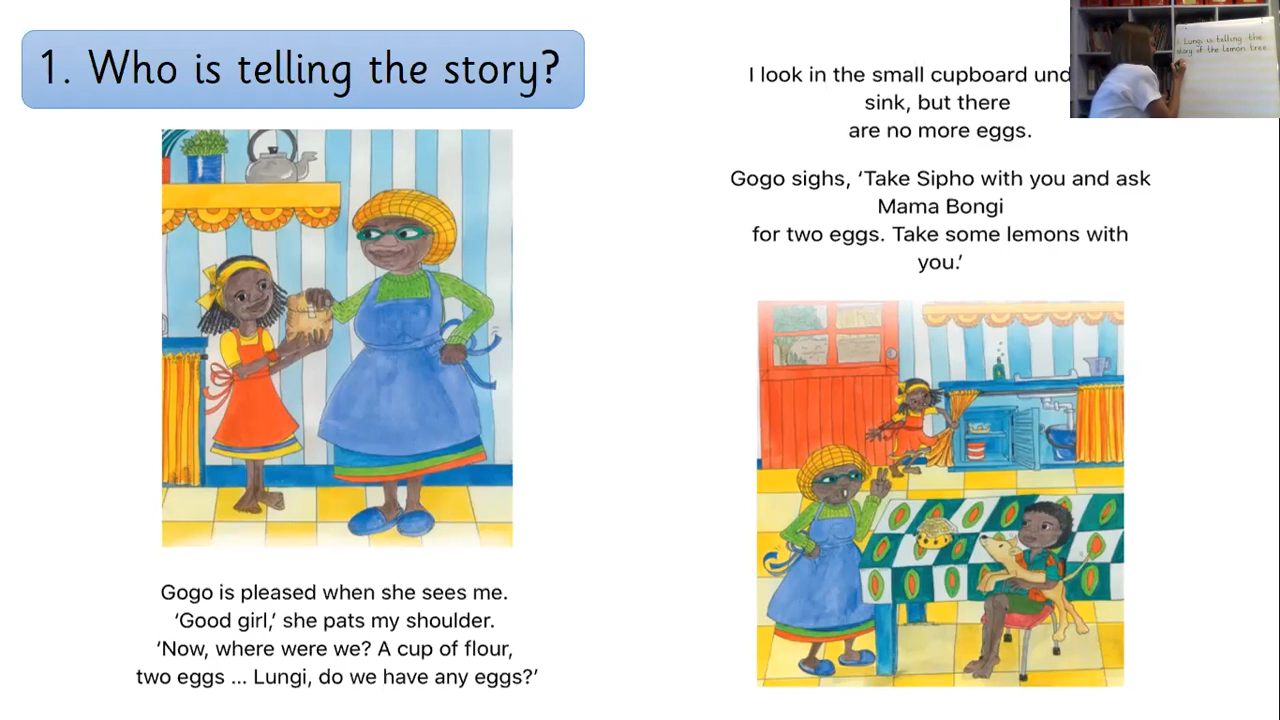 1. Who is telling the story?
I look in the small cupboard und
sink, but there
are no more eggs.
Gogo sighs, ‘Take Sipho with you and ask
Mama Bongi
for two eggs. Take some lemons with
you.’
Gogo is pleased when she sees me.
‘Good girl,’ she pats my shoulder.
‘Now, where were we? A cup of flour,
two eggs ... Lungi, do we have any eggs?’
Lungi is telling the
story of the lemon tree.